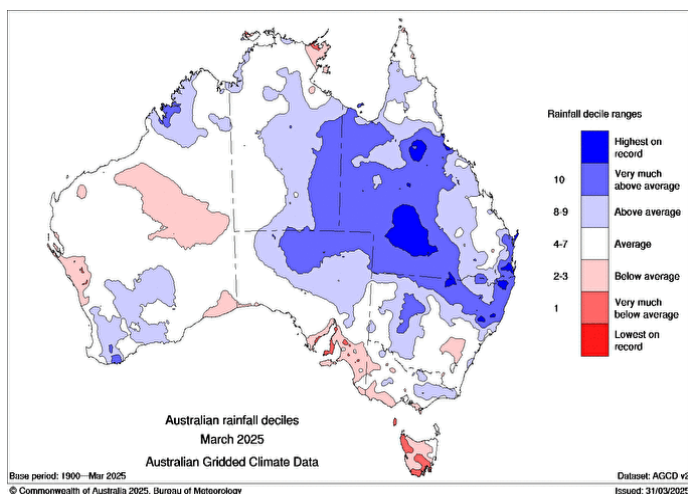 Rainfall decile ranges
Highest on
record
10
Very much
above average
8-9
Above average
4-7
Average
2-3
Below average
1
Very much
below average
Lowest on
record
Australian rainfall deciles
March 2025
Australian Gridded Climate Data
Base period: 1900—Mar 2025
Dataset: AGCD v2
© Commonwealth of Australia 2025, Bureau of Meteorology
Issued: 31/03/2025